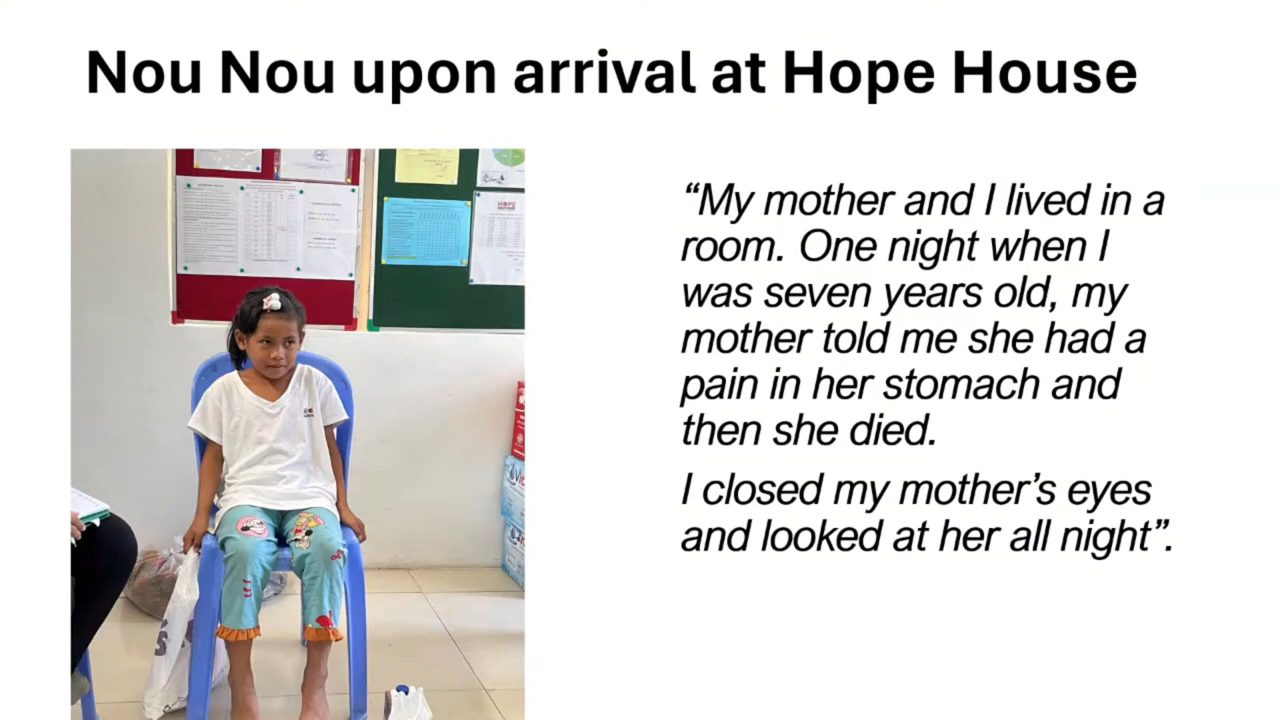 Nou Nou upon arrival at Hope House
“My mother and I lived in a
room. One night when I
was seven years old, my
mother told me she had a
pain in her stomach and
then she died.
I closed my mother’s eyes
and looked at her all night”.
HOPE